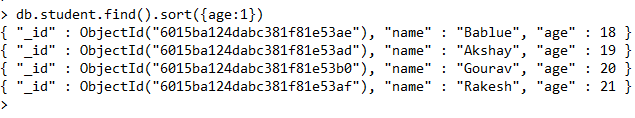 > db.student.find().sort({age:1})
{ "_id" : ObjectId("6015ba124dabc381f81e53ae"), "name" : "Bablue", "age" : 18 }
{ "_id" : ObjectId("6015ba124dabc381f81e53ad"), "name" : "Akshay", "age" : 19 }
{ "_id" : ObjectId("6015ba124dabc381f81e53b0"), "name" : "Gourav", "age" : 20 }
{ "_id" : ObjectId("6015ba124dabc381f81e53af"), "name" : "Rakesh", "age" : 21 }
>